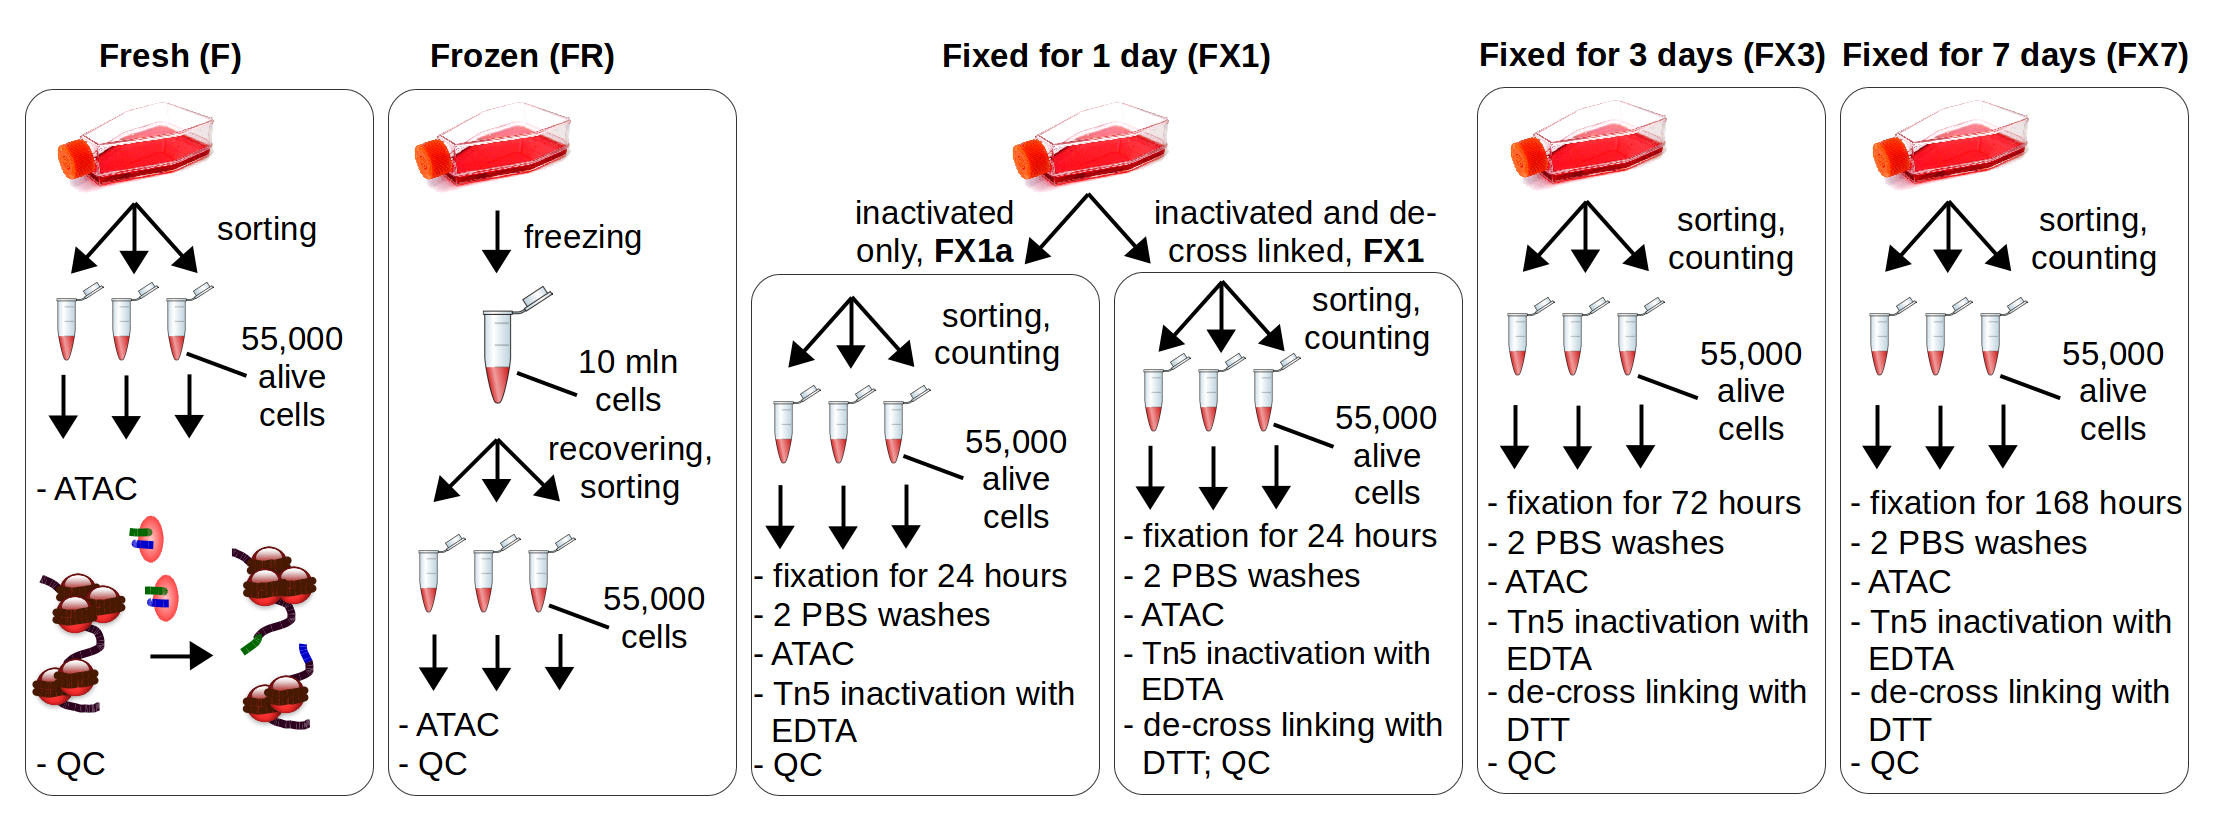 Fresh (F)
sorting
55,000
alive
cells
- ATAC
- QC
Frozen (FR)
freezing
10 mln
cells
recovering,
sorting
55,000
cells
- ATAC
- QC
Fixed for 1 day (FX1)
inactivated
only, FX1a
sorting,
counting
55,000
alive
cells
- fixation for 24 hours
- 2 PBS washes
- ATAC
- Tn5 inactivation with
EDTA
- QC
inactivated and de-
cross linked, FX1
sorting,
counting
55,000
alive
cells
- fixation for 24 hours
- 2 PBS washes
- ATAC
- Tn5 inactivation with
EDTA
- de-cross linking with
DTT; QC
Fixed for 3 days (FX3)
sorting,
counting
55,000
alive
cells
- fixation for 72 hours
- 2 PBS washes
- ATAC
- Tn5 inactivation with
EDTA
- de-cross linking with
DTT
- QC
Fixed for 7 days (FX7)
sorting,
counting
55,000
alive
cells
- fixation for 168 hours
- 2 PBS washes
- ATAC
- Tn5 inactivation with
EDTA
- de-cross linking with
DTT
- QC